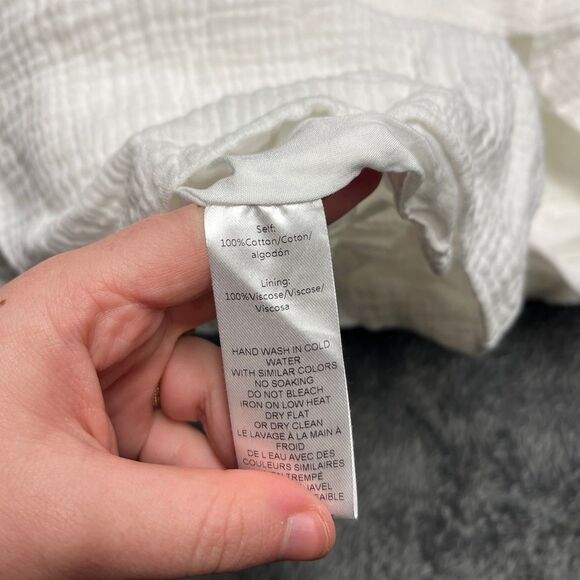 Self:
100%Cotton/Coton/
algodón
Lining:
100%Viscose/Viscose/
Viscosa
HAND WASH IN COLD
WATER
WITH SIMILAR COLORS
NO SOAKING
DO NOT BLEACH
IRON ON LOW HEAT
DRY FLAT
OR DRY CLEAN
LE LAVAGE À LA MAIN À
FROID
DE L'EAU AVEC DES
COULEURS SIMILAIRES
TREMPÉ